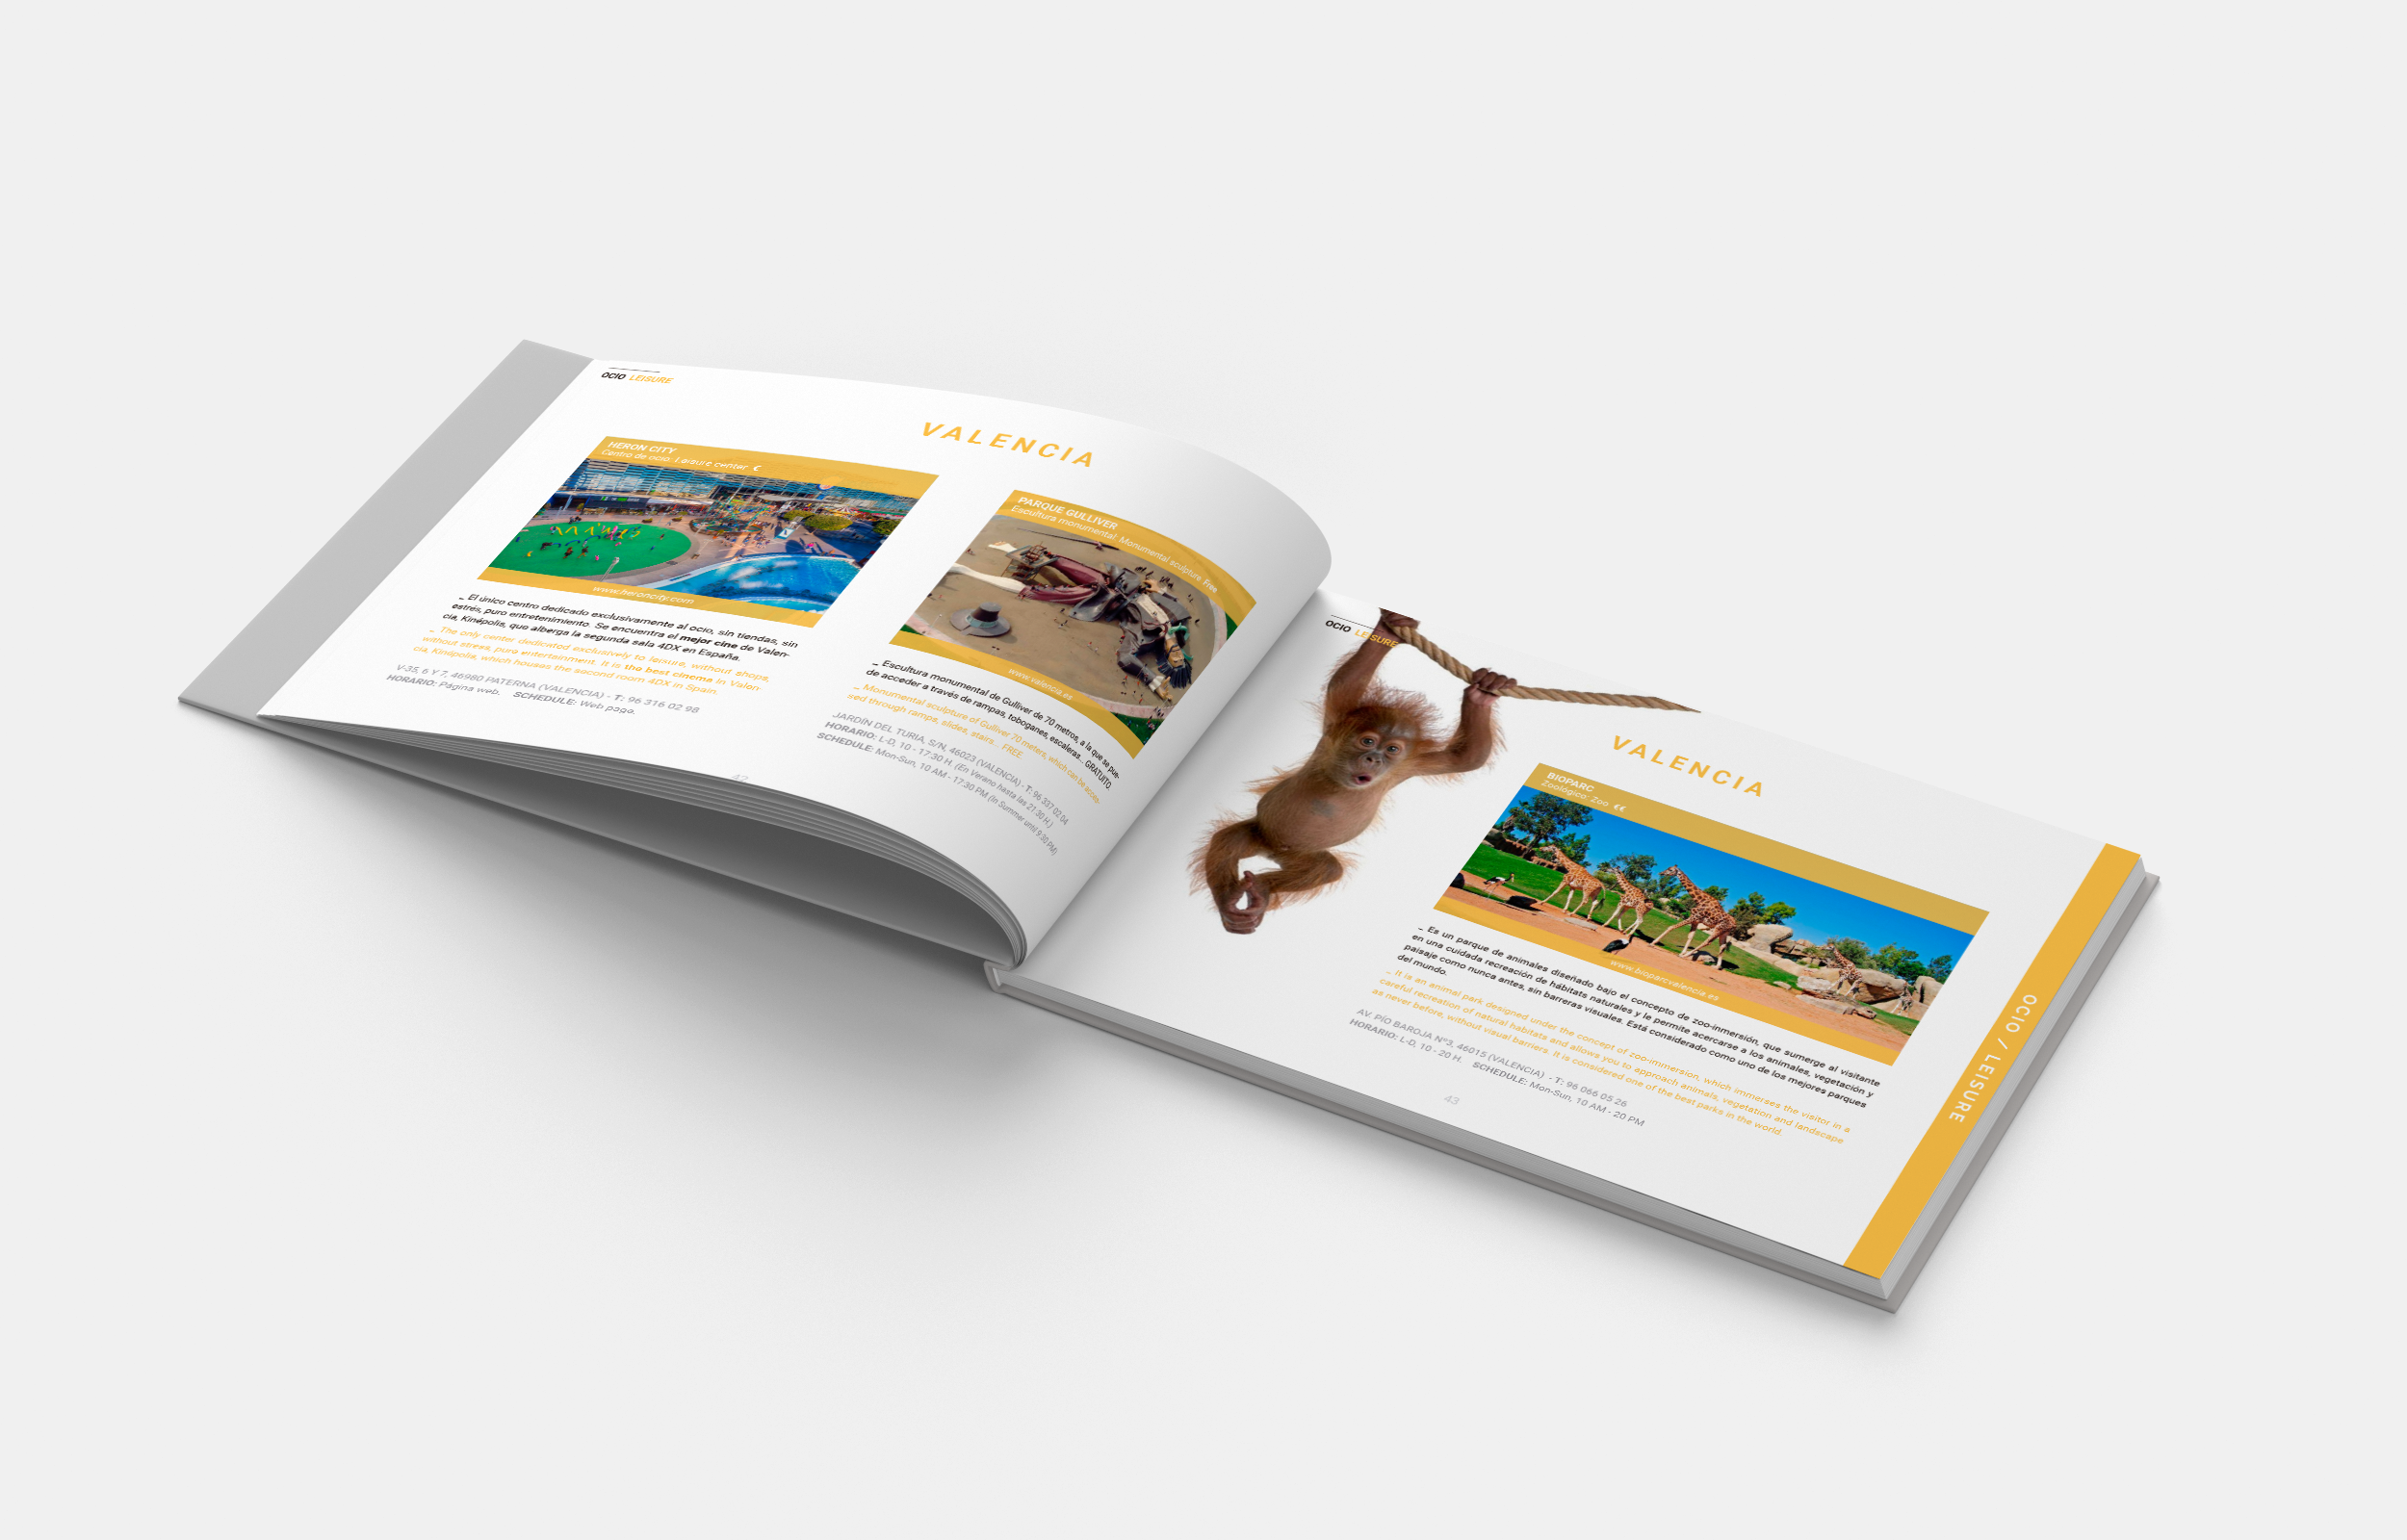 OCIO LEISURE
VALENCIA
HERON CITY
Centro de ocio: Leisure center €
www.heroncity.com
_ El único centro dedicado exclusivamente al ocio, sin tiendas, sin
estrés, puro entretenimiento. Se encuentra el mejor cine de Valen-
cia, Kinépolis, que alberga la segunda sala 4DX en España.
_ The only center dedicated exclusively to leisure, without shops,
without stress, pure entertainment. It is the best cinema in Valen-
cia, Kinépolis, which houses the second room 4DX in Spain
V-35, 6 Y 7, 46980 PATERNA (VALENCIA) - T: 96 316 02 98
HORARIO: Página web. SCHEDULE: Web page.
PARQUE GULLIVER
Escultura monumental: Monumental sculpture Free
www.valencia.es
_ Escultura monumental de Gulliver de 70 metros, a la que se pue-
de acceder a través de rampas, toboganes, escaleras... GRATUITO.
_ Monumental sculpture of Gulliver 70 meters, which can be acces-
sed through ramps, slides, stairs... FREE
JARDÍN DEL TURIA, S/N, 46023 (VALENCIA) - T: 96 337 02 04
HORARIO: L-D, 10 - 17:30 H. (En Verano hasta las 21:30 H.)
SCHEDULE: Mon-Sun, 10 AM - 17:30 PM (In Summer until 9:30 PM)
42
OCIO LEISURE
VALENCIA
BIOPARC
Zoológico: Zoo €€
www.bioparcvalencia.es
_ Es un parque de animales diseñado bajo el concepto de zoo-inmersión, que sumerge al visitante
en una cuidada recreación de hábitats naturales y le permite acercarse a los animales, vegetación y
paisaje como nunca antes, sin barreras visuales. Está considerado como uno de los mejores parques
del mundo.
_ It is an animal park designed under the concept of zoo-immersion, which immerses the visitor in a
careful recreation of natural habitats and allows you to approach animals, vegetation and landscape
as never before, without visual barriers. It is considered one of the best parks in the world.
AV. PÍO BAROJA Nº3, 46015 (VALENCIA) - T: 96 066 05 26
HORARIO: L-D, 10 - 20 H. SCHEDULE: Mon-Sun, 10 AM - 20 PM
43
OCIO / LEISURE